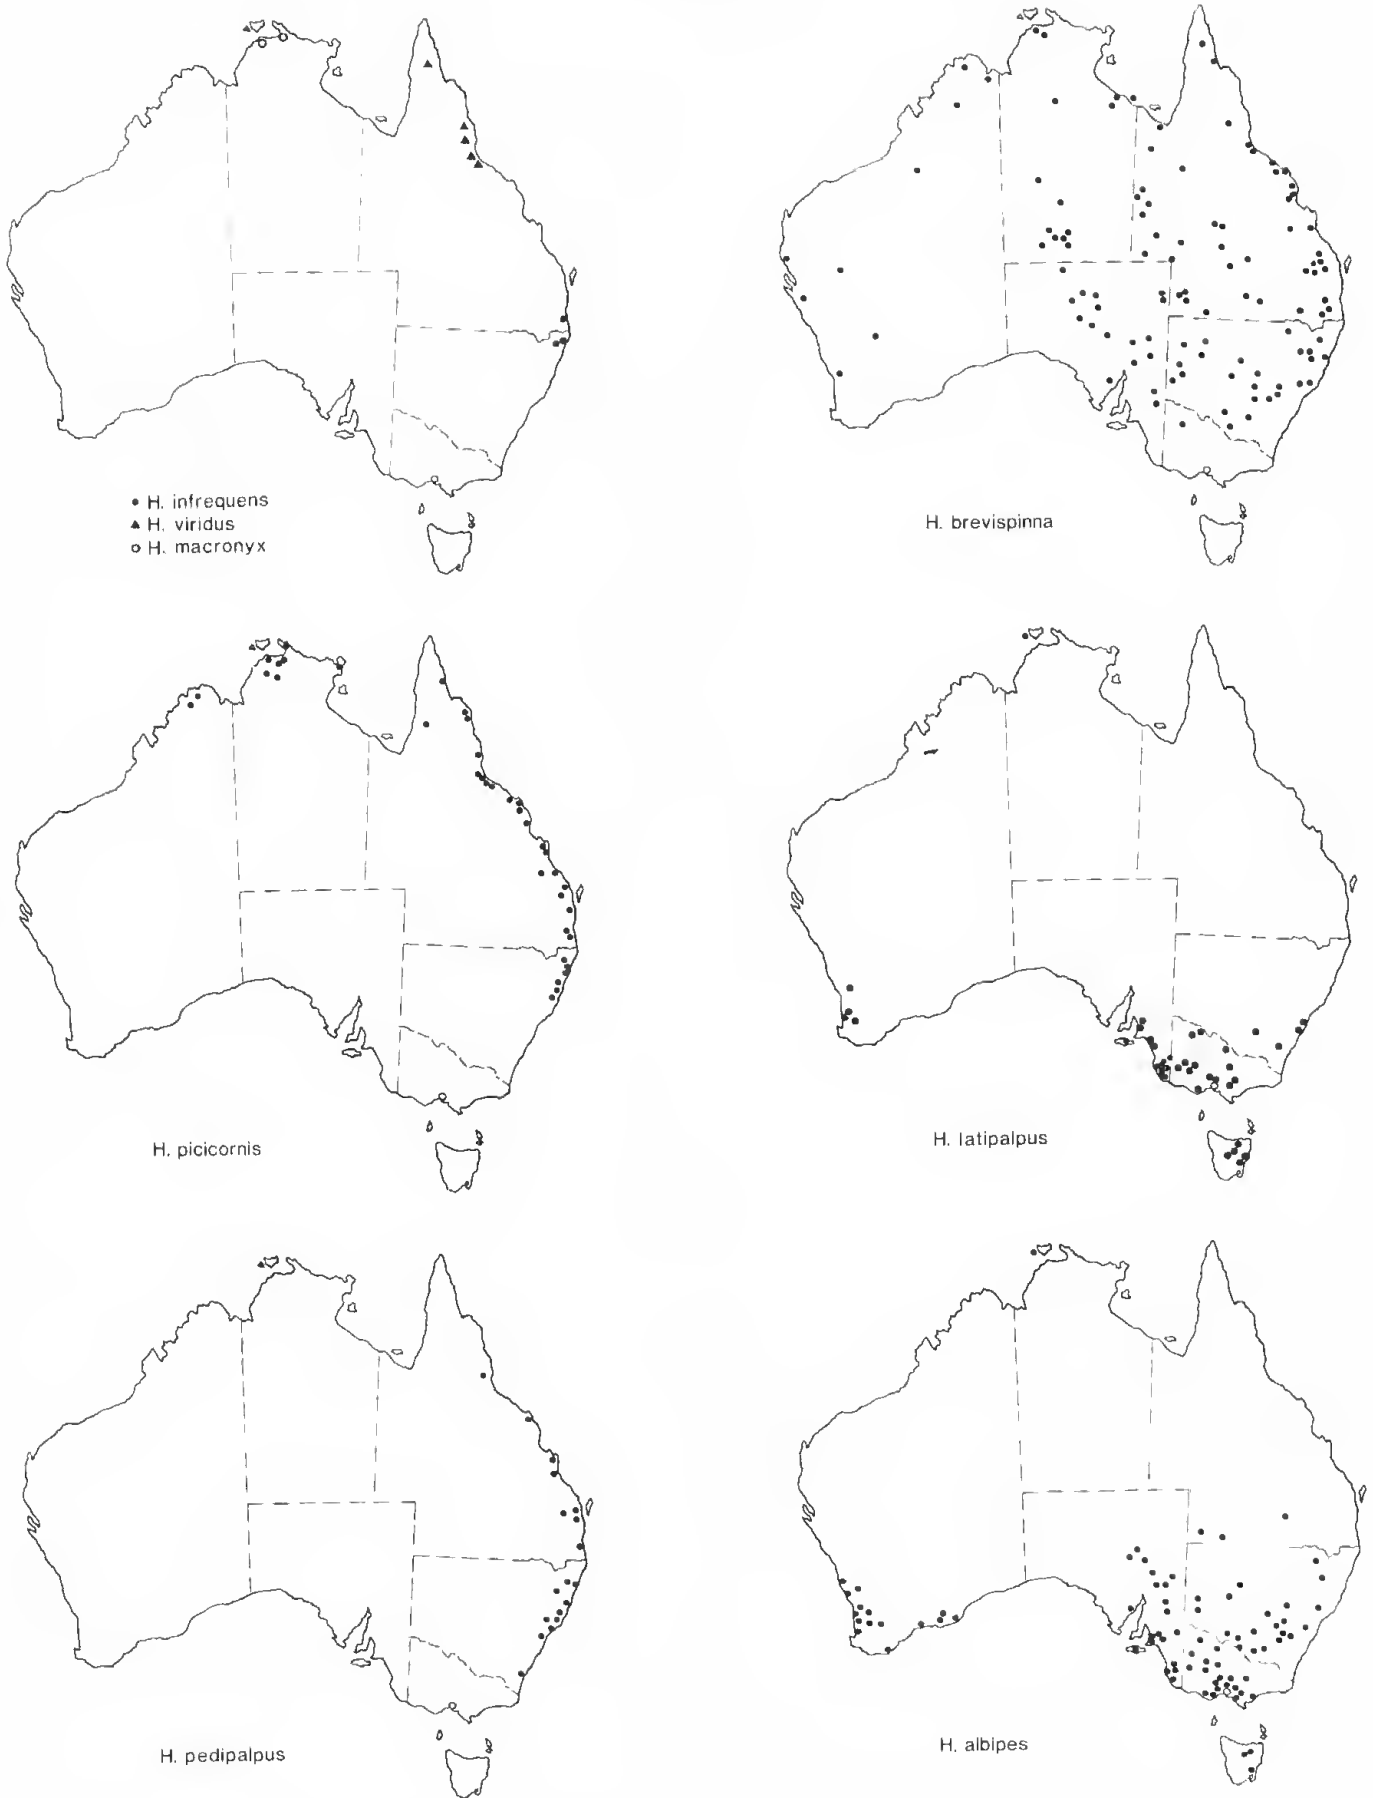 • H. infrequens
▲ H. viridus
○ H. macronyx
H. brevispinna
H. picicornis
H. latipalpus
H. pedipalpus
H. albipes